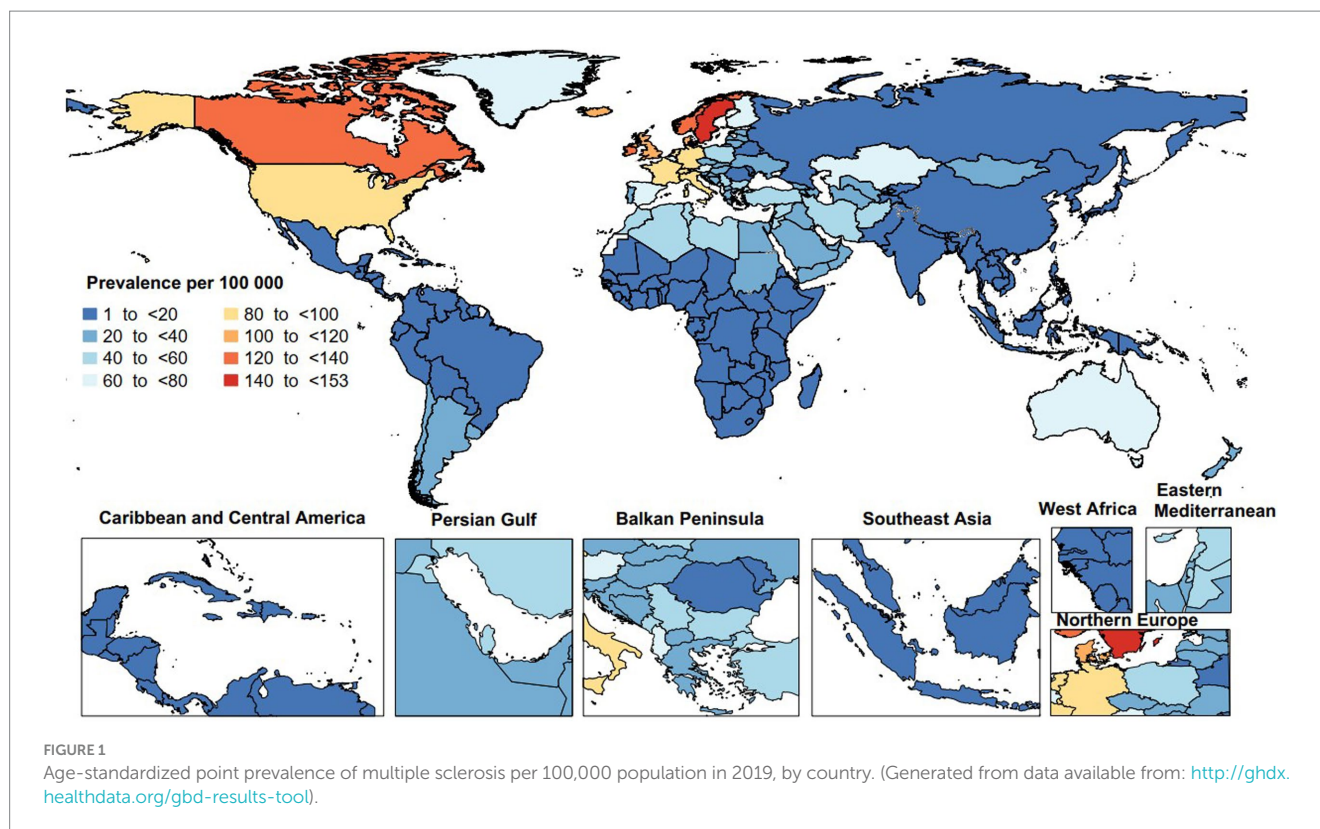 Prevalence per 100 000
1 to <20
20 to <40
40 to <60
60 to <80
80 to <100
100 to <120
120 to <140
140 to <153
Caribbean and Central America
Persian Gulf
Balkan Peninsula
Southeast Asia
West Africa
Eastern
Mediterranean
Northern Europe
FIGURE 1
Age-standardized point prevalence of multiple sclerosis per 100,000 population in 2019, by country. (Generated from data available from: http://ghdx.
healthdata.org/gbd-results-tool).